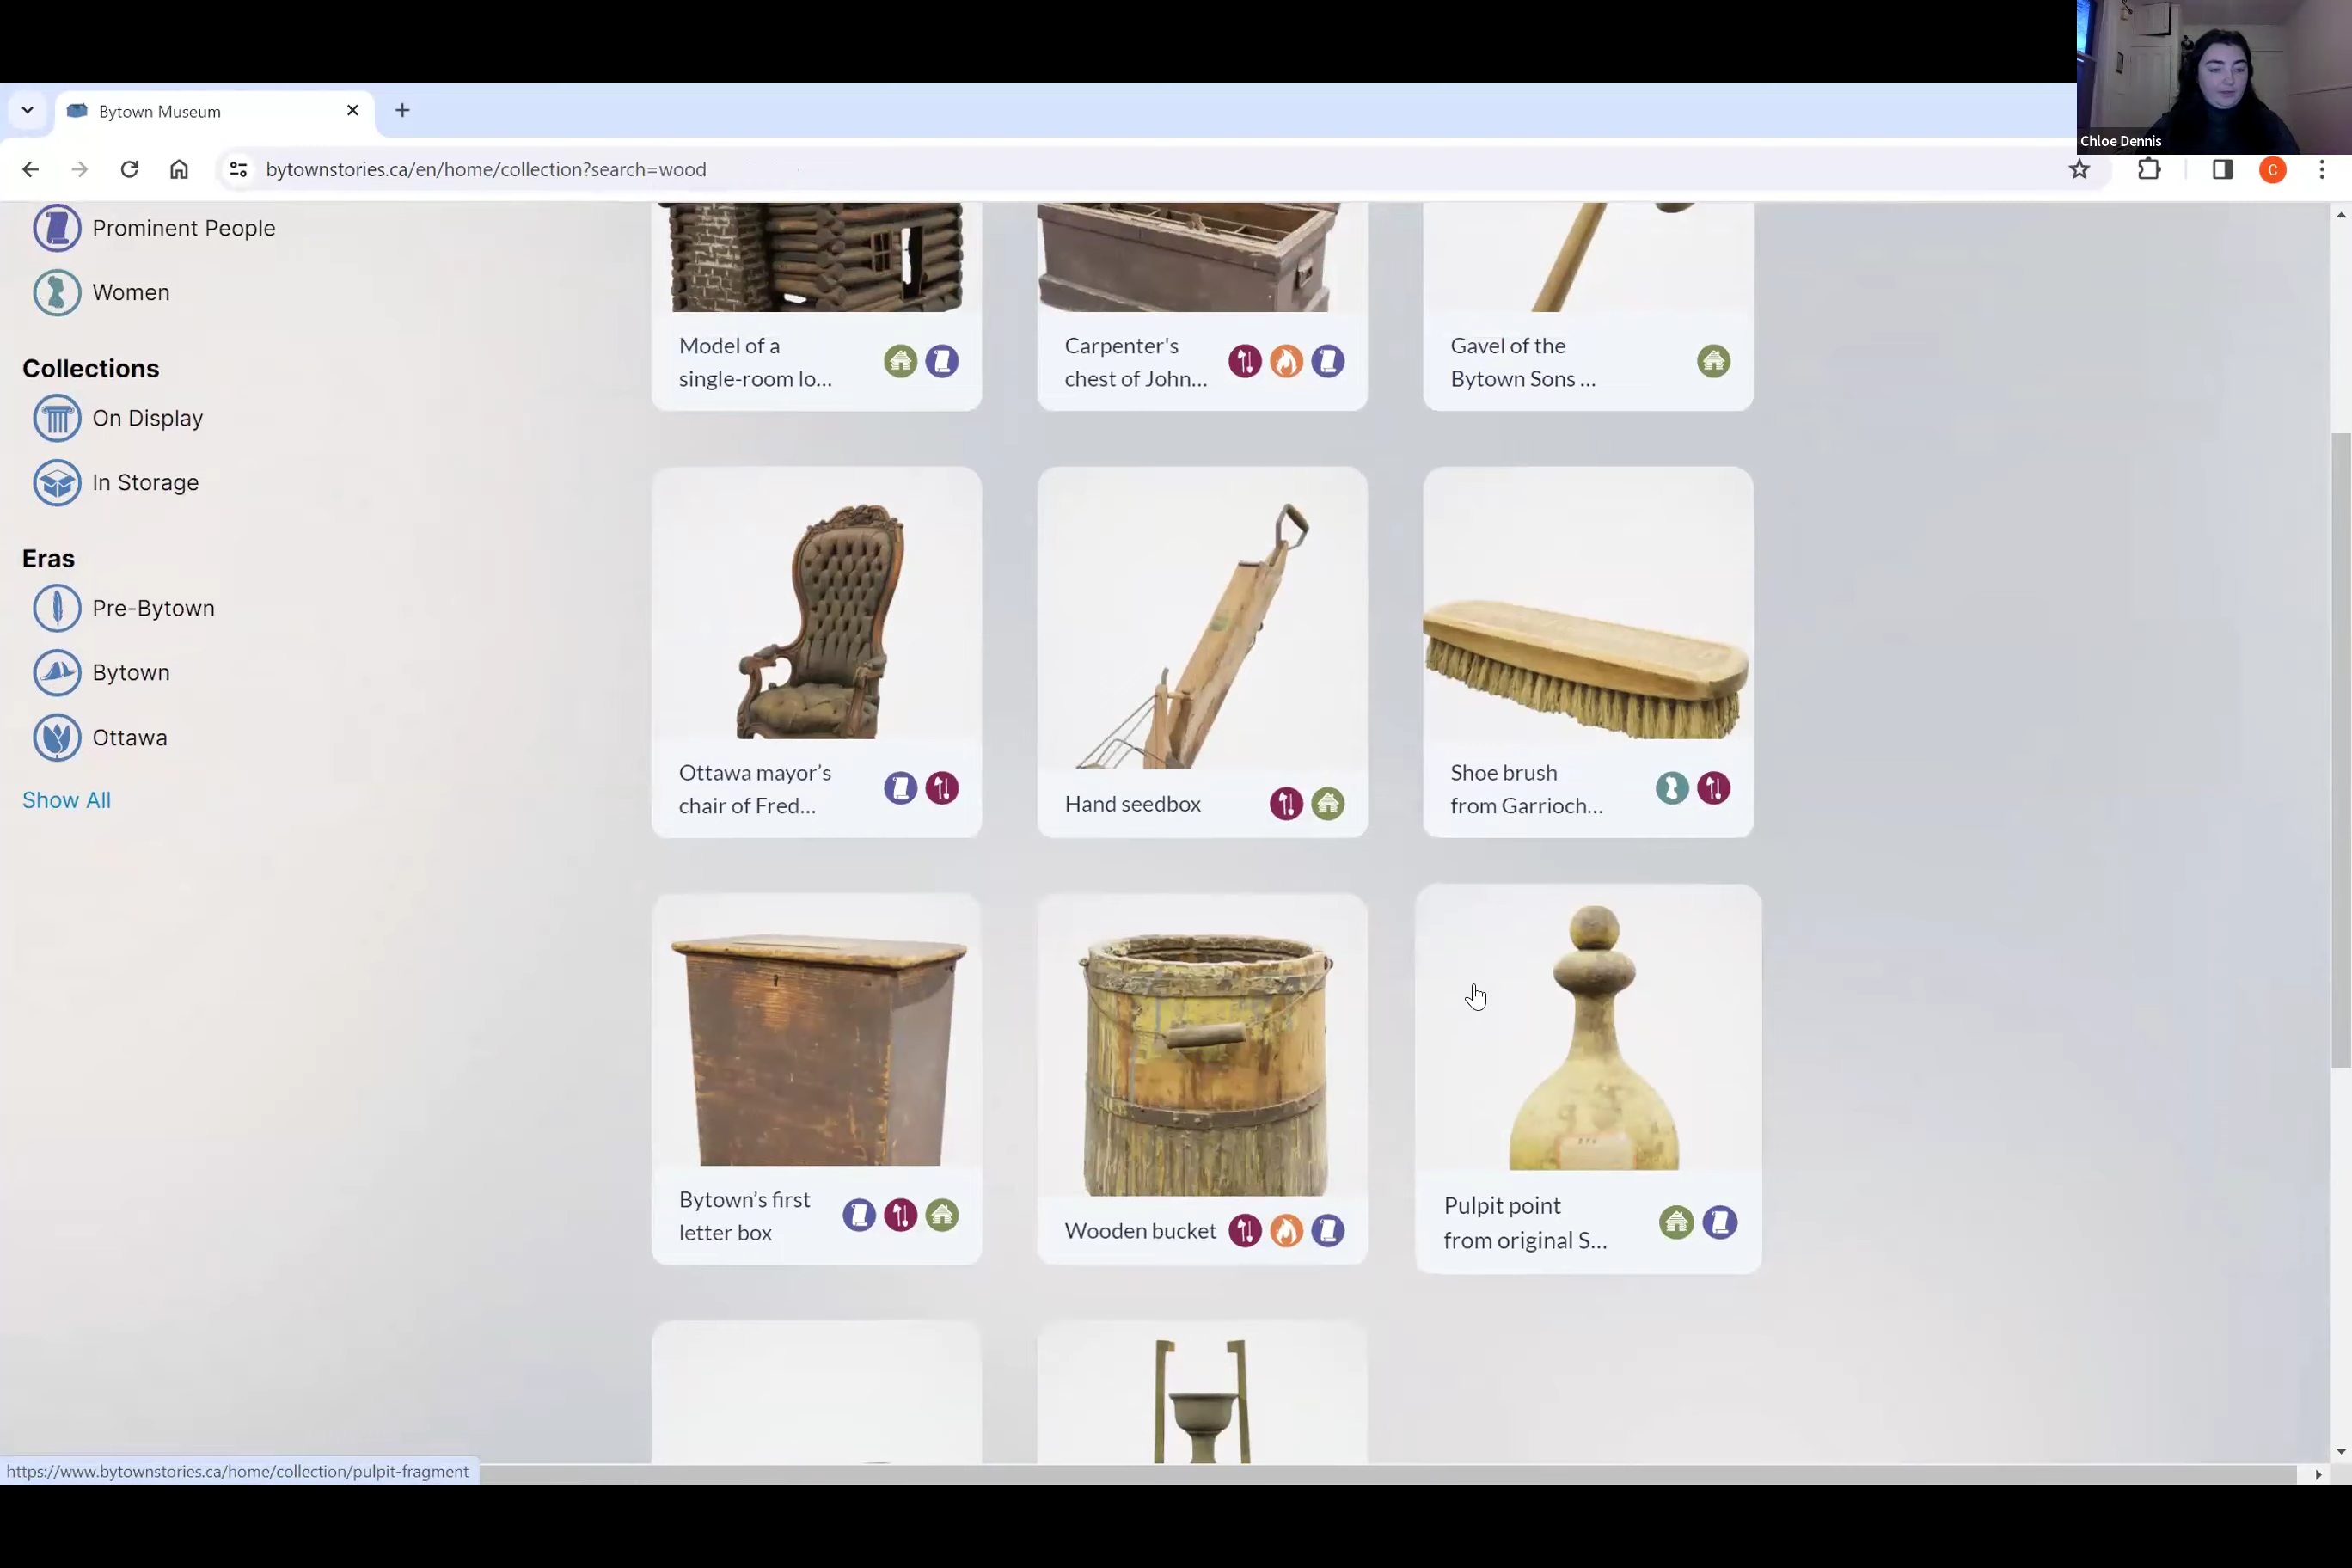 Bytown Museum
Chloe Dennis
bytownstories.ca/en/home/collection?search=wood
C
Prominent People
Women
Collections
On Display
In Storage
Eras
Pre-Bytown
Bytown
Ottawa
Show All
Model of a
single-room lo...
Carpenter's
chest of John...
Gavel of the
Bytown Sons ...
Ottawa mayor’s
chair of Fred...
Hand seedbox
Shoe brush
from Garrioch...
Bytown’s first
letter box
Wooden bucket
Pulpit point
from original S...
https://www.bytownstories.ca/home/collection/pulpit-fragment